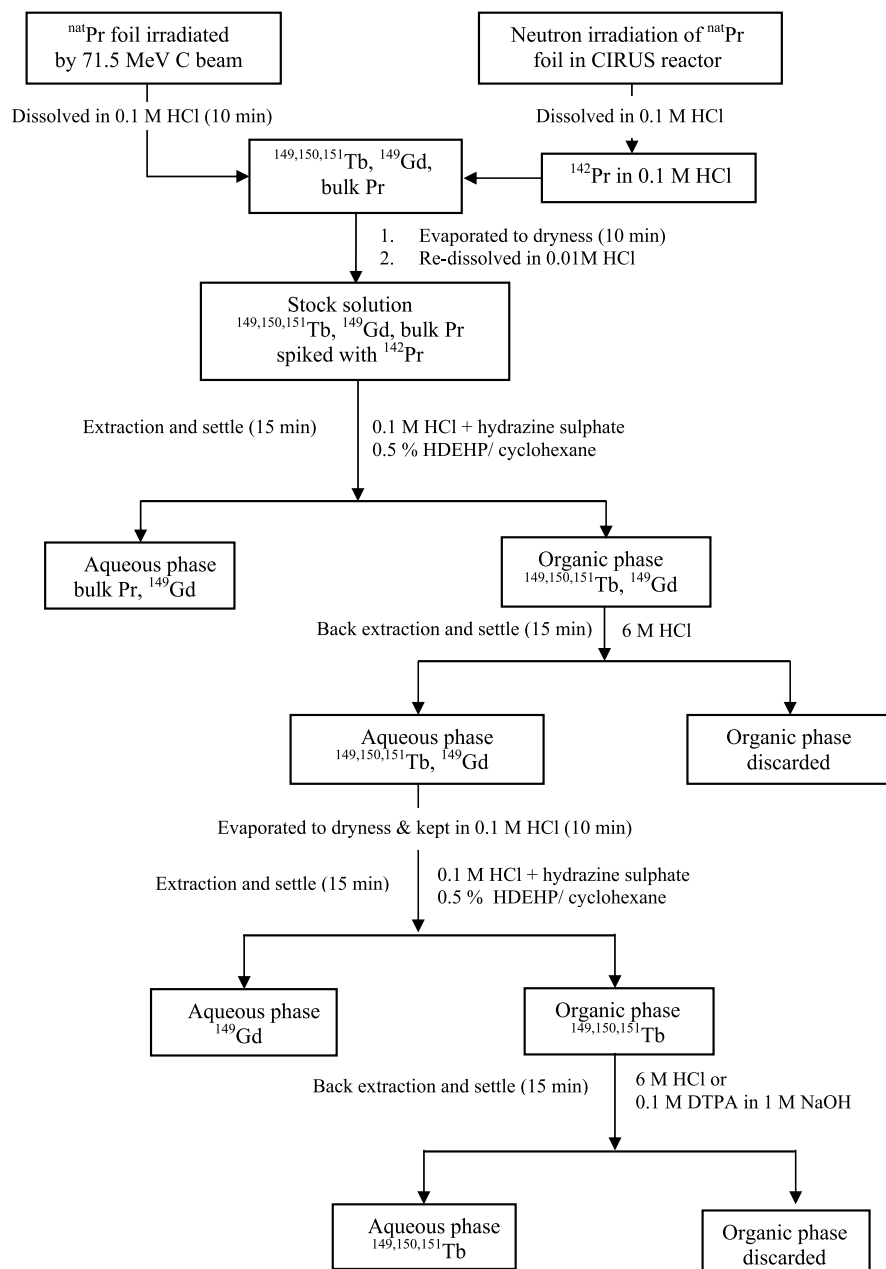 ⁿᵃᵗPr foil irradiated
by 71.5 MeV C beam
Neutron irradiation of ⁿᵃᵗPr
foil in CIRUS reactor
Dissolved in 0.1 M HCl (10 min)
Dissolved in 0.1 M HCl
¹⁴⁹,¹⁵⁰,¹⁵¹Tb, ¹⁴⁹Gd,
bulk Pr
¹⁴²Pr in 0.1 M HCl
1. Evaporated to dryness (10 min)
2. Re-dissolved in 0.01M HCl
Stock solution
¹⁴⁹,¹⁵⁰,¹⁵¹Tb, ¹⁴⁹Gd, bulk Pr
spiked with ¹⁴²Pr
Extraction and settle (15 min)
0.1 M HCl + hydrazine sulphate
0.5 % HDEHP/ cyclohexane
Aqueous phase
bulk Pr, ¹⁴⁹Gd
Organic phase
¹⁴⁹,¹⁵⁰,¹⁵¹Tb, ¹⁴⁹Gd
Back extraction and settle (15 min)
6 M HCl
Aqueous phase
¹⁴⁹,¹⁵⁰,¹⁵¹Tb, ¹⁴⁹Gd
Organic phase
discarded
Evaporated to dryness & kept in 0.1 M HCl (10 min)
Extraction and settle (15 min)
0.1 M HCl + hydrazine sulphate
0.5 % HDEHP/ cyclohexane
Aqueous phase
¹⁴⁹Gd
Organic phase
¹⁴⁹,¹⁵⁰,¹⁵¹Tb
Back extraction and settle (15 min)
6 M HCl or
0.1 M DTPA in 1 M NaOH
Aqueous phase
¹⁴⁹,¹⁵⁰,¹⁵¹Tb
Organic phase
discarded